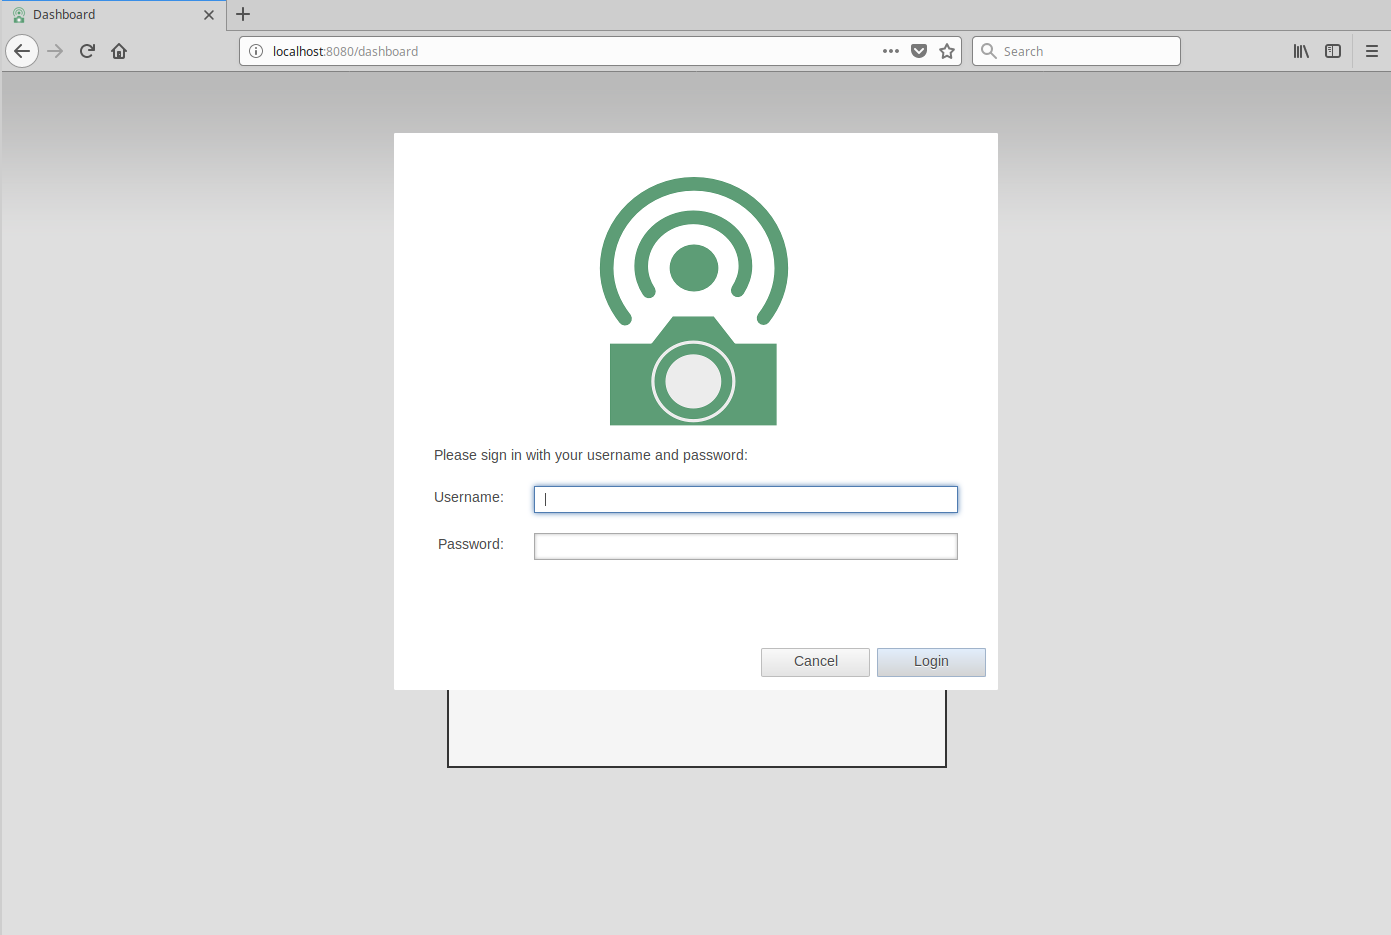 Dashboard
localhost:8080/dashboard
Search
Please sign in with your username and password:
Username:
Password:
Cancel
Login